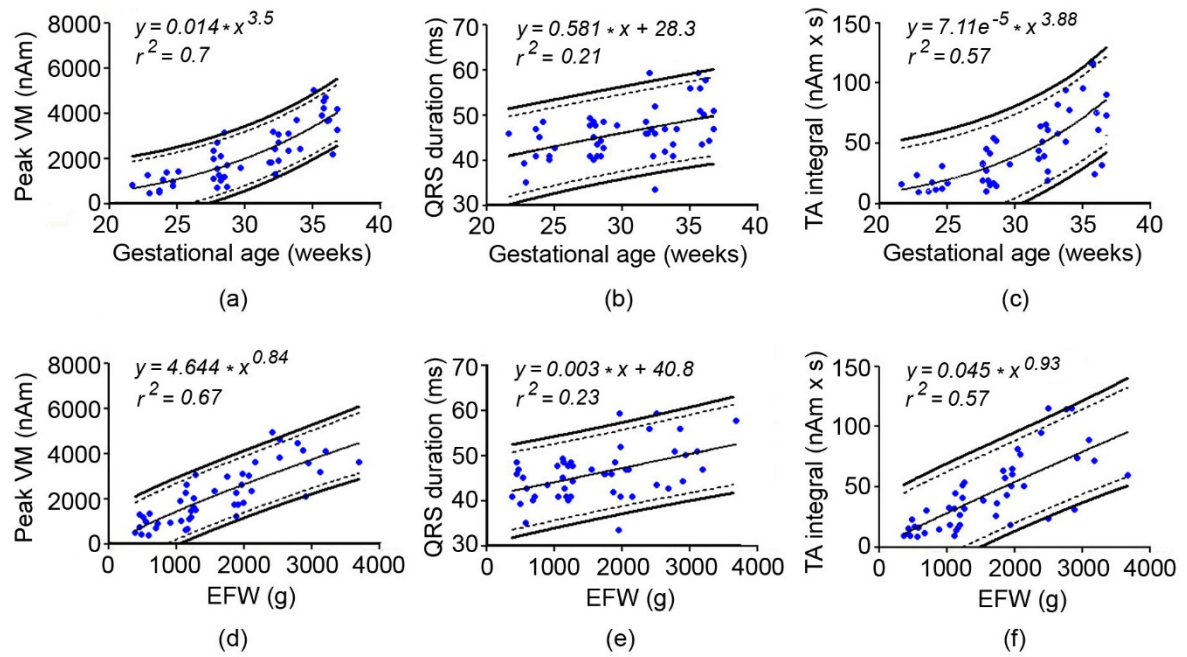 y = 0.014 * x^3.5
r^2 = 0.7
Peak VM (nAm)
8000
6000
4000
2000
0
20 25 30 35 40
Gestational age (weeks)
(a)
y = 0.581 * x + 28.3
r^2 = 0.21
QRS duration (ms)
70
60
50
40
30
20 25 30 35 40
Gestational age (weeks)
(b)
y = 7.11e^-5 * x^3.88
r^2 = 0.57
TA integral (nAm x s)
150
100
50
0
20 25 30 35 40
Gestational age (weeks)
(c)
y = 4.644 * x^0.84
r^2 = 0.67
Peak VM (nAm)
8000
6000
4000
2000
0
0 1000 2000 3000 4000
EFW (g)
(d)
y = 0.003 * x + 40.8
r^2 = 0.23
QRS duration (ms)
70
60
50
40
30
0 1000 2000 3000 4000
EFW (g)
(e)
y = 0.045 * x^0.93
r^2 = 0.57
TA integral (nAm x s)
150
100
50
0
0 1000 2000 3000 4000
EFW (g)
(f)